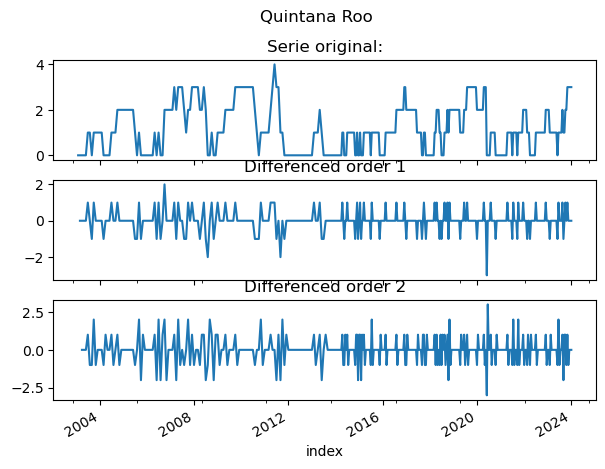 Quintana Roo
Serie original:
4
2
0
Differenced order 1
2
0
−2
Differenced order 2
2.5
0.0
−2.5
2004 2008 2012 2016 2020 2024
index